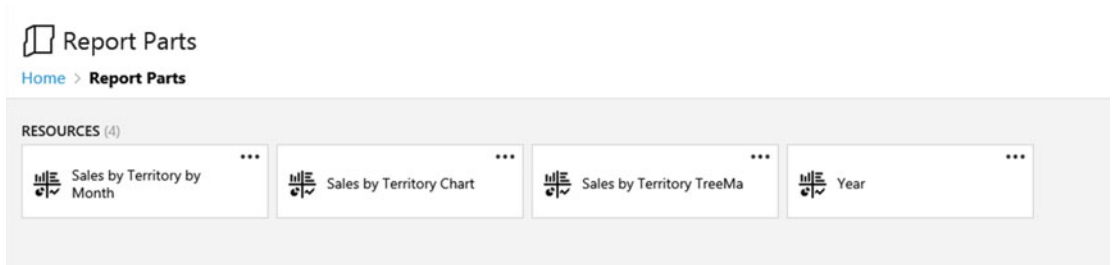 Report Parts
Home > Report Parts
RESOURCES (4)
Sales by Territory by
Month
Sales by Territory Chart
Sales by Territory TreeMa
Year